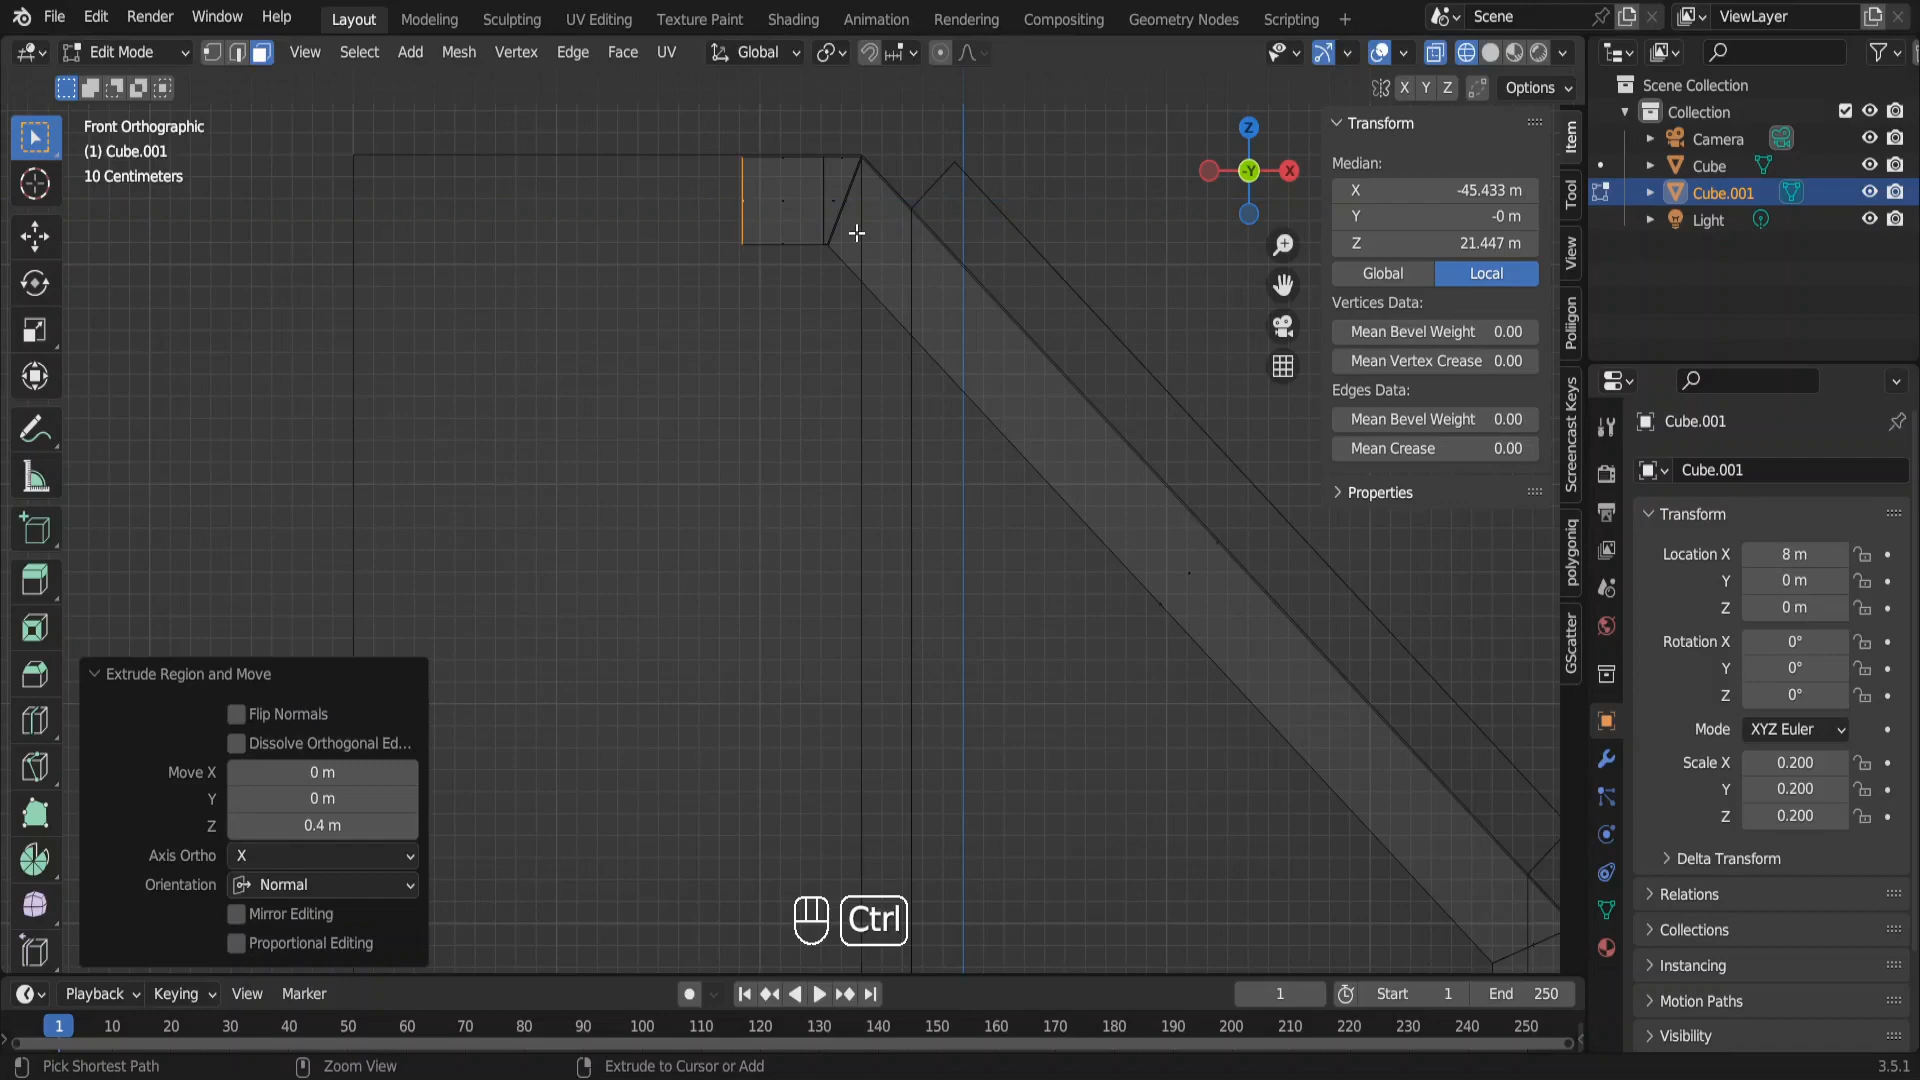 File Edit Render Window Help Layout Modeling Sculpting UV Editing Texture Paint Shading Animation Rendering Compositing Geometry Nodes Scripting + Scene ViewLayer
Edit Mode View Select Add Mesh Vertex Edge Face UV Global
X Y Z Options
Front Orthographic
(1) Cube.001
10 Centimeters
Z
-Y
X
Transform
Median:
X -45.433 m
Y -0 m
Z 21.447 m
Global Local
Vertices Data:
Mean Bevel Weight 0.00
Mean Vertex Crease 0.00
Edges Data:
Mean Bevel Weight 0.00
Mean Crease 0.00
Properties
Item
Tool
View
Poliigon
Screencast Keys
polygoniq
GScatter
Scene Collection
Collection
Camera
Cube
Cube.001
Light
Cube.001
Cube.001
Transform
Location X 8 m
Y 0 m
Z 0 m
Rotation X 0°
Y 0°
Z 0°
Mode XYZ Euler
Scale X 0.200
Y 0.200
Z 0.200
Delta Transform
Relations
Collections
Instancing
Motion Paths
Visibility
Extrude Region and Move
Flip Normals
Dissolve Orthogonal Ed...
Move X 0 m
Y 0 m
Z 0.4 m
Axis Ortho X
Orientation Normal
Mirror Editing
Proportional Editing
Ctrl
Playback Keying View Marker 1 Start 1 End 250
1 10 20 30 40 50 60 70 80 90 100 110 120 130 140 150 160 170 180 190 200 210 220 230 240 250
Pick Shortest Path Zoom View Extrude to Cursor or Add 3.5.1